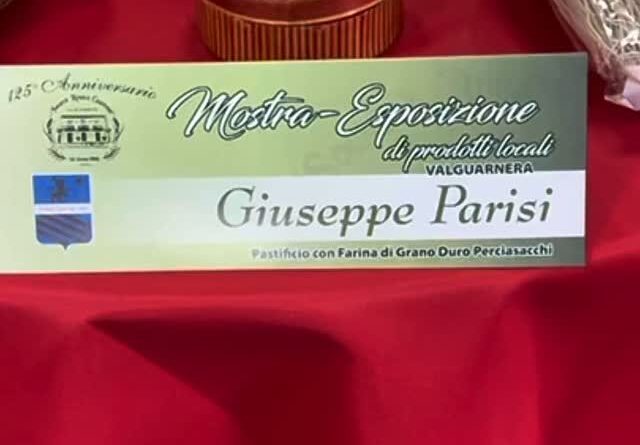 125° Anniversario
Mostra-Esposizione
di prodotti locali
VALGUARNERA
Giuseppe Parisi
Pastificio con Farina di Grano Duro Perciasacchi